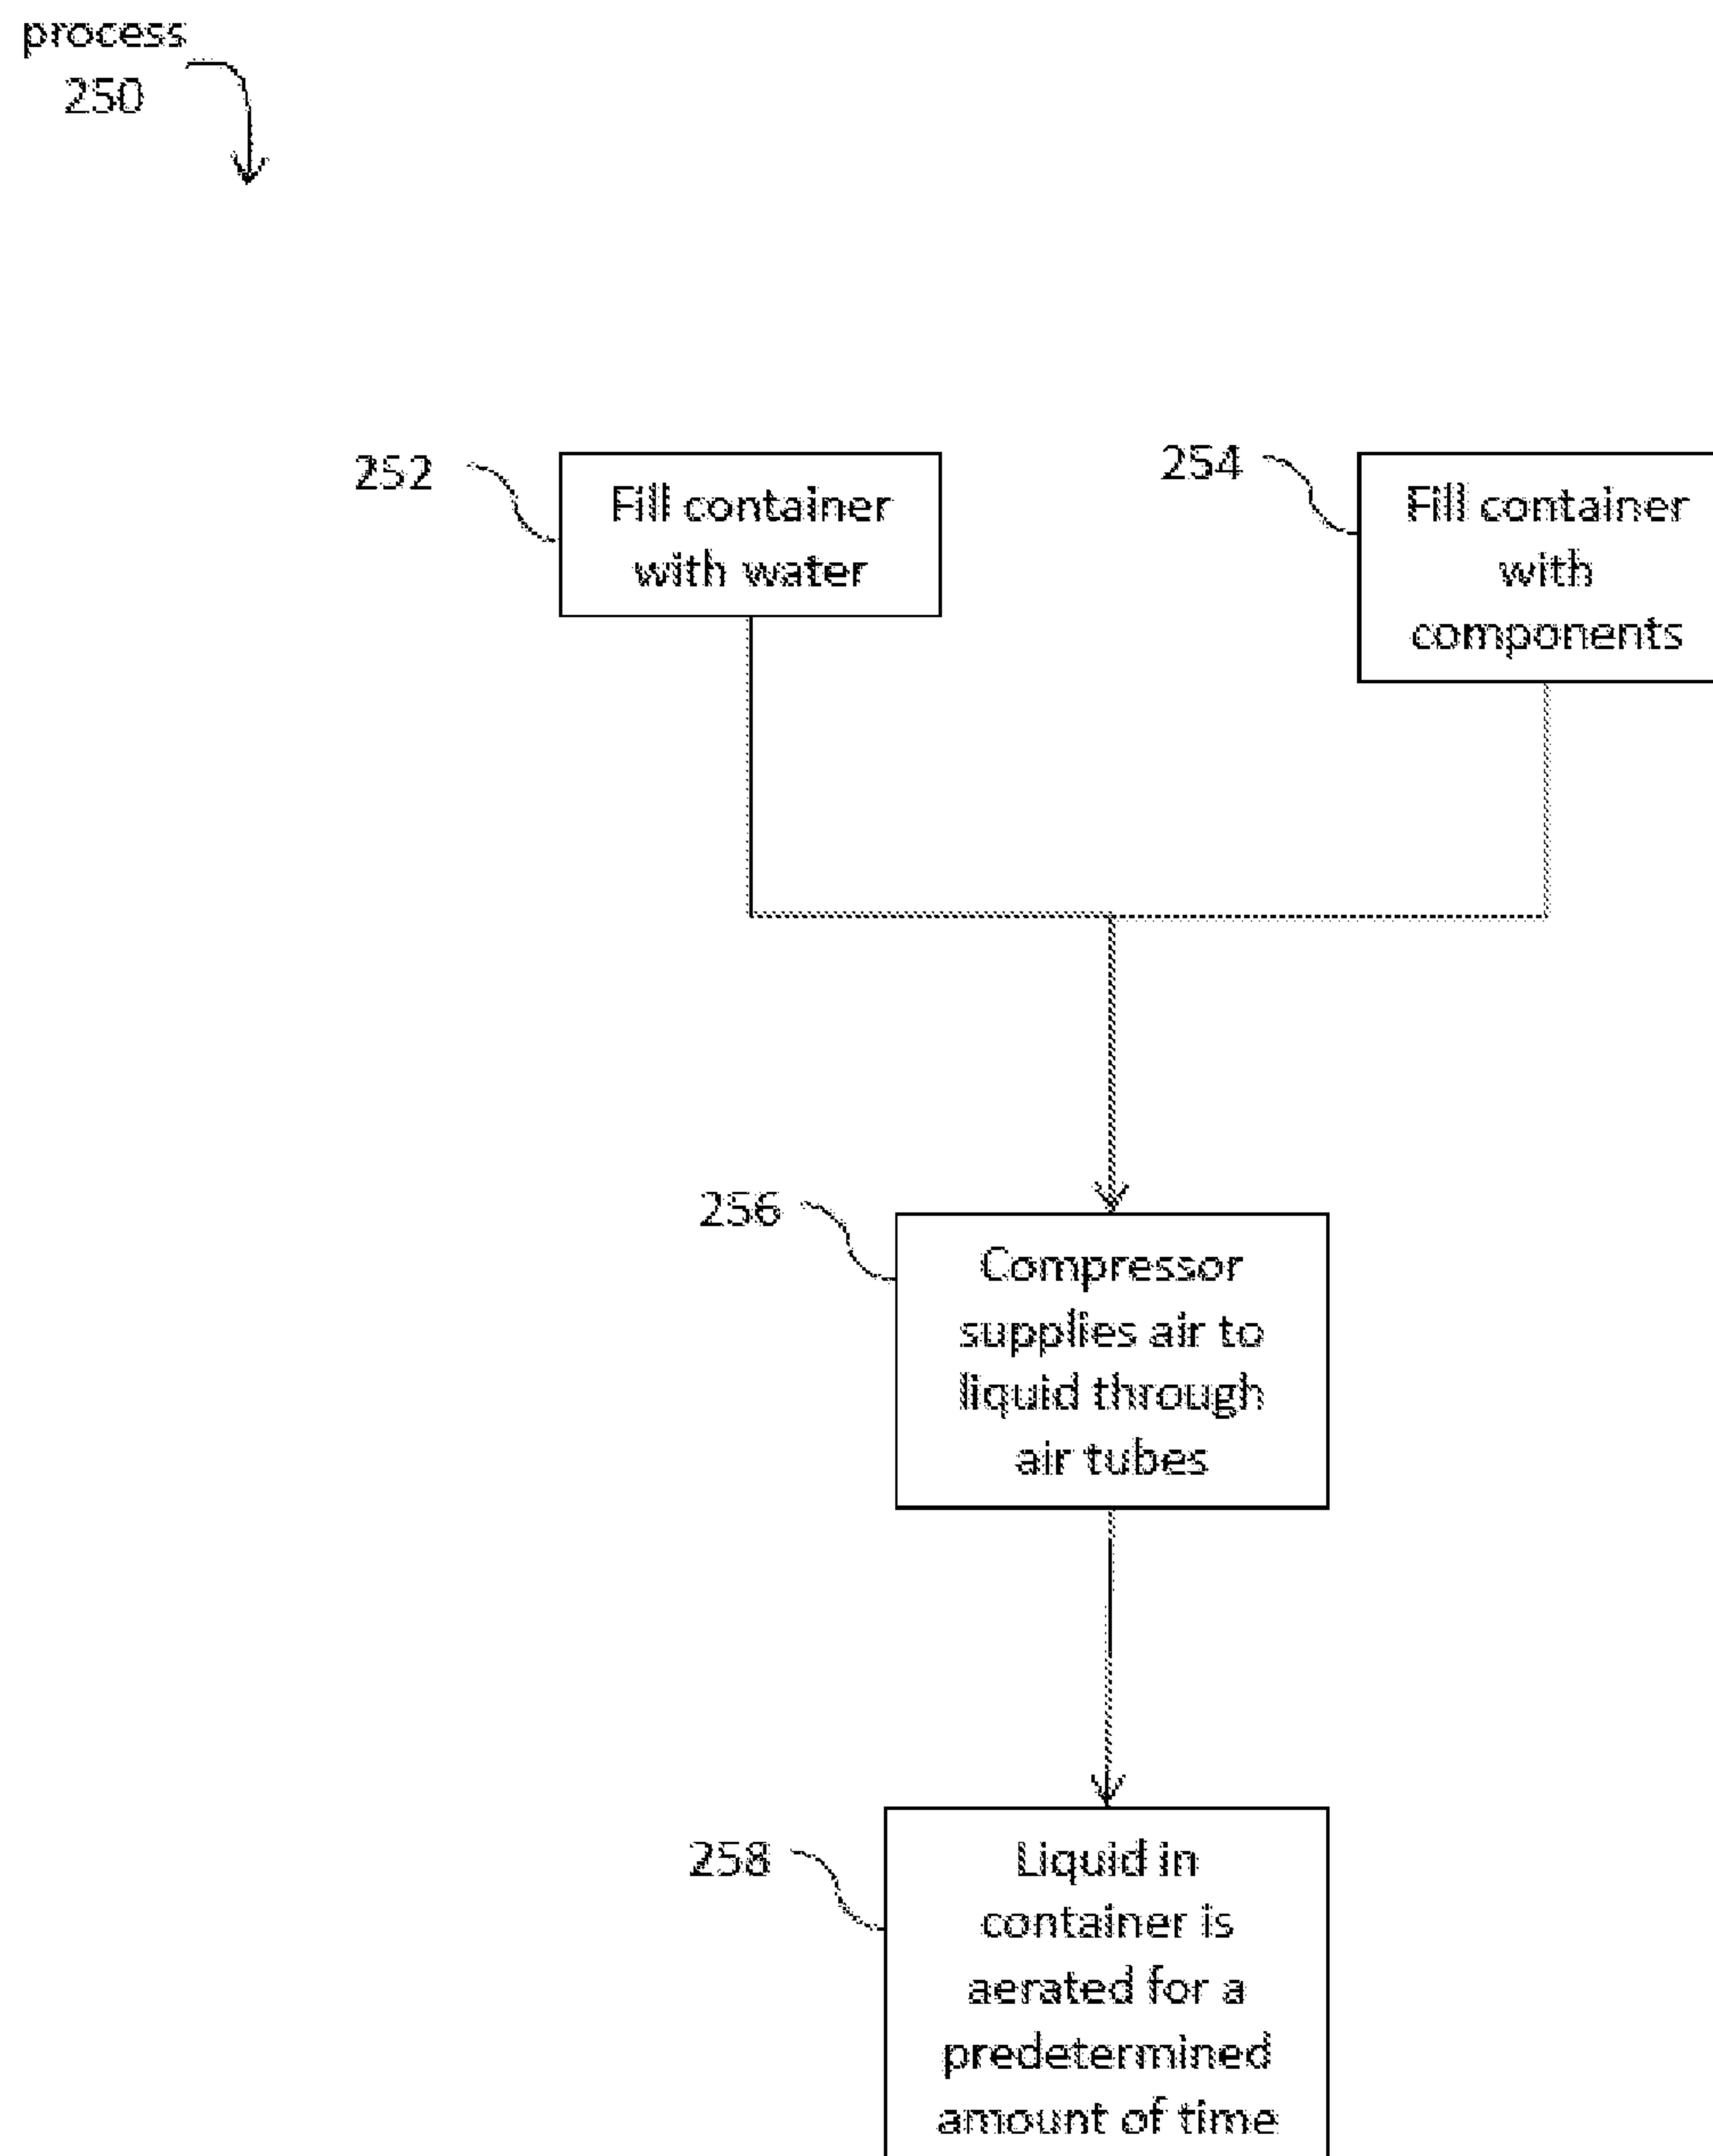 process
250
252
Fill container
with water
254
Fill container
with
components
256
Compressor
supplies air to
liquid through
air tubes
258
Liquid in
container is
aerated for a
predetermined
amount of time